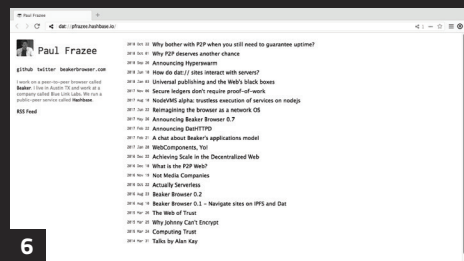 Paul Frazee
dat://pfrazee.hashbase.io/
Paul Frazee
github twitter beakerbrowser.com
I work on a peer-to-peer browser called
Beaker. I live in Austin TX and work at a
company called Blue Link Labs. We run a
public-peer service called Hashbase.
RSS Feed
Why bother with P2P when you still need to guarantee uptime?
Why P2P deserves another chance
Announcing Hyperswarm
How do dat:// sites interact with servers?
Universal publishing and the Web's black boxes
Secure ledgers don't require proof-of-work
NodeVMS alpha: trustless execution of services on nodejs
Reimagining the browser as a network OS
Announcing Beaker Browser 0.7
Announcing DatHTTPD
A chat about Beaker's applications model
WebComponents, Yo!
Achieving Scale in the Decentralized Web
What is the P2P Web?
Not Media Companies
Actually Serverless
Beaker Browser 0.2
Beaker Browser 0.1 - Navigate sites on IPFS and Dat
The Web of Trust
Why Johnny Can't Encrypt
Computing Trust
Talks by Alan Kay
6